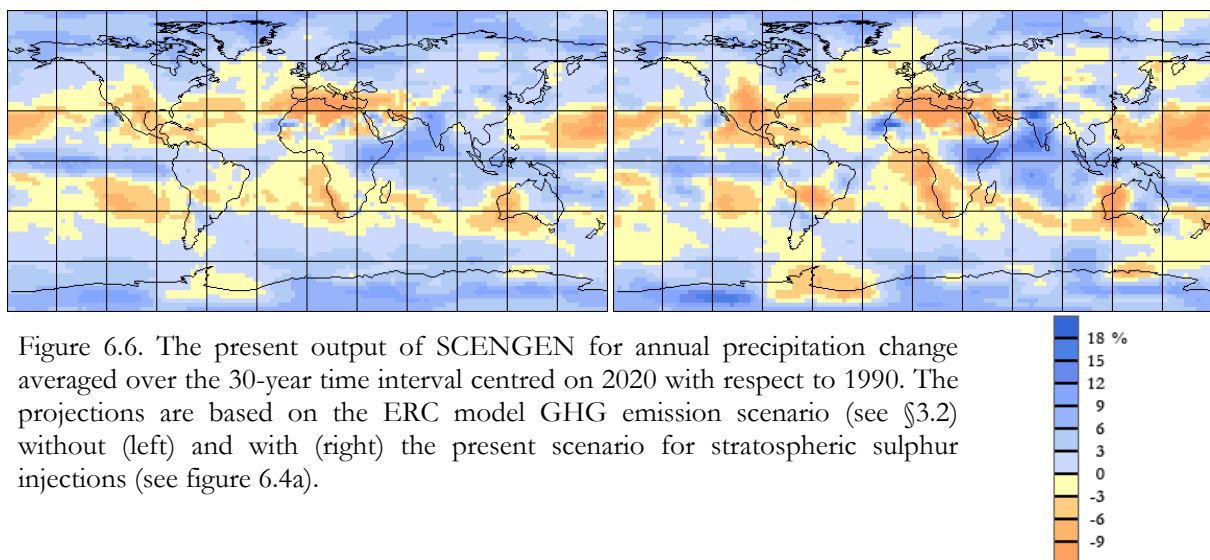 Figure 6.6. The present output of SCENGEN for annual precipitation change
averaged over the 30-year time interval centred on 2020 with respect to 1990. The
projections are based on the ERC model GHG emission scenario (see §3.2)
without (left) and with (right) the present scenario for stratospheric sulphur
injections (see figure 6.4a).
18 %
15
12
9
6
3
0
-3
-6
-9